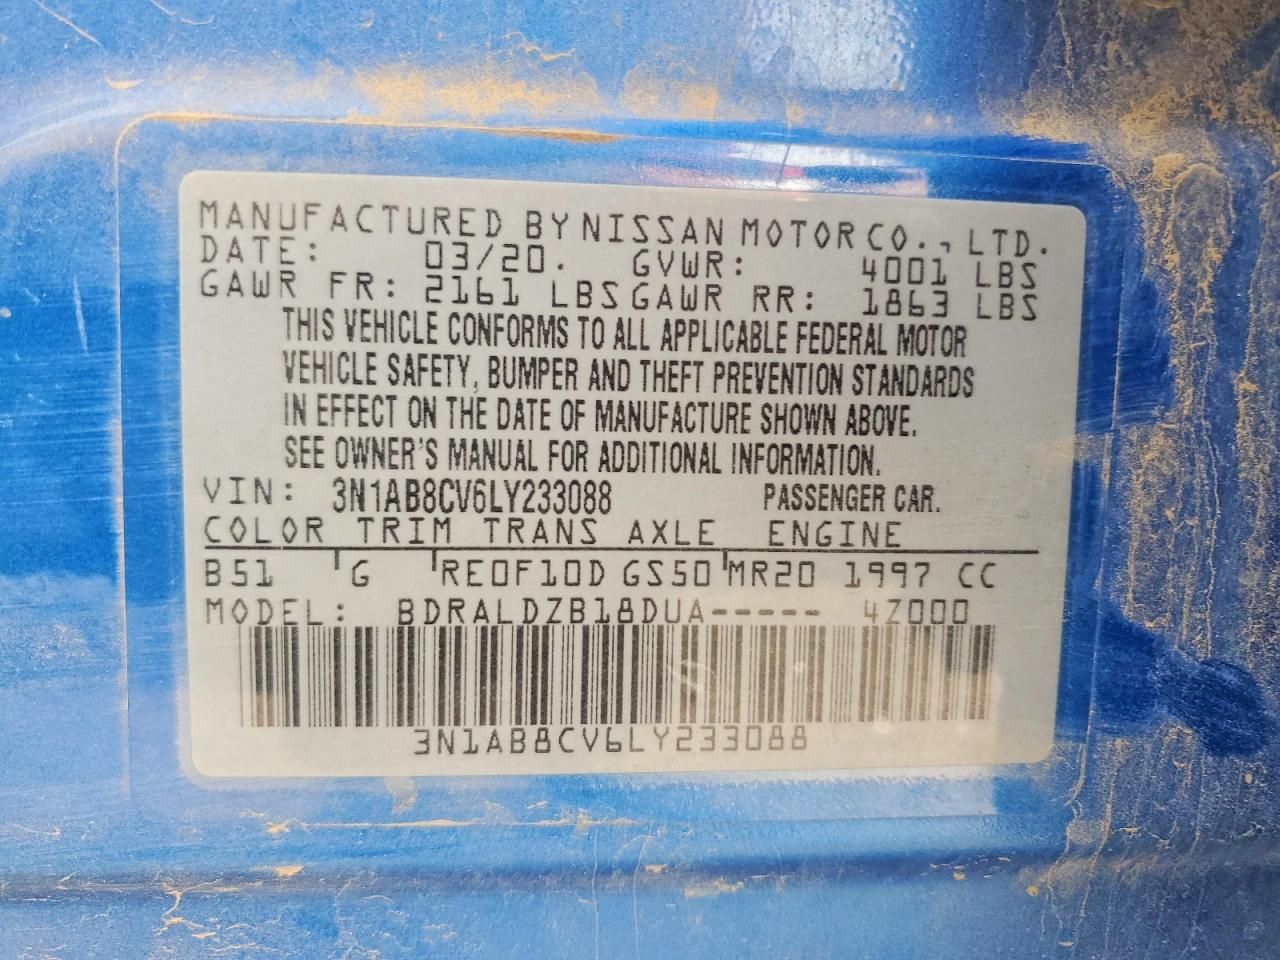 MANUFACTURED BY NISSAN MOTOR CO., LTD.
DATE: 03/20. GVWR: 4001 LBS
GAWR FR: 2161 LBS GAWR RR: 1863 LBS
THIS VEHICLE CONFORMS TO ALL APPLICABLE FEDERAL MOTOR
VEHICLE SAFETY, BUMPER AND THEFT PREVENTION STANDARDS
IN EFFECT ON THE DATE OF MANUFACTURE SHOWN ABOVE.
SEE OWNER'S MANUAL FOR ADDITIONAL INFORMATION.
VIN: 3N1AB8CV6LY233088 PASSENGER CAR.
COLOR TRIM TRANS AXLE ENGINE
B51 G RE0F10D GS50 MR20 1997 CC
MODEL: BDRALDZB18DUA----- 4Z000
3N1AB8CV6LY233088